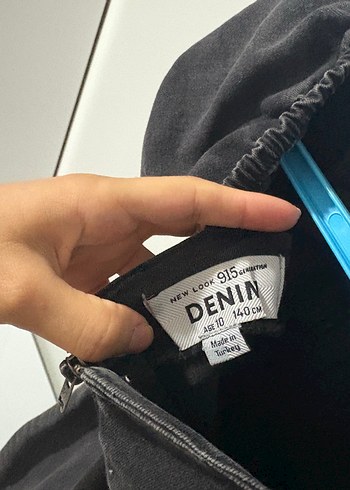 NEW LOOK 915 GENERATION
DENIM
AGE 10 140 CM
Made in
Turkey